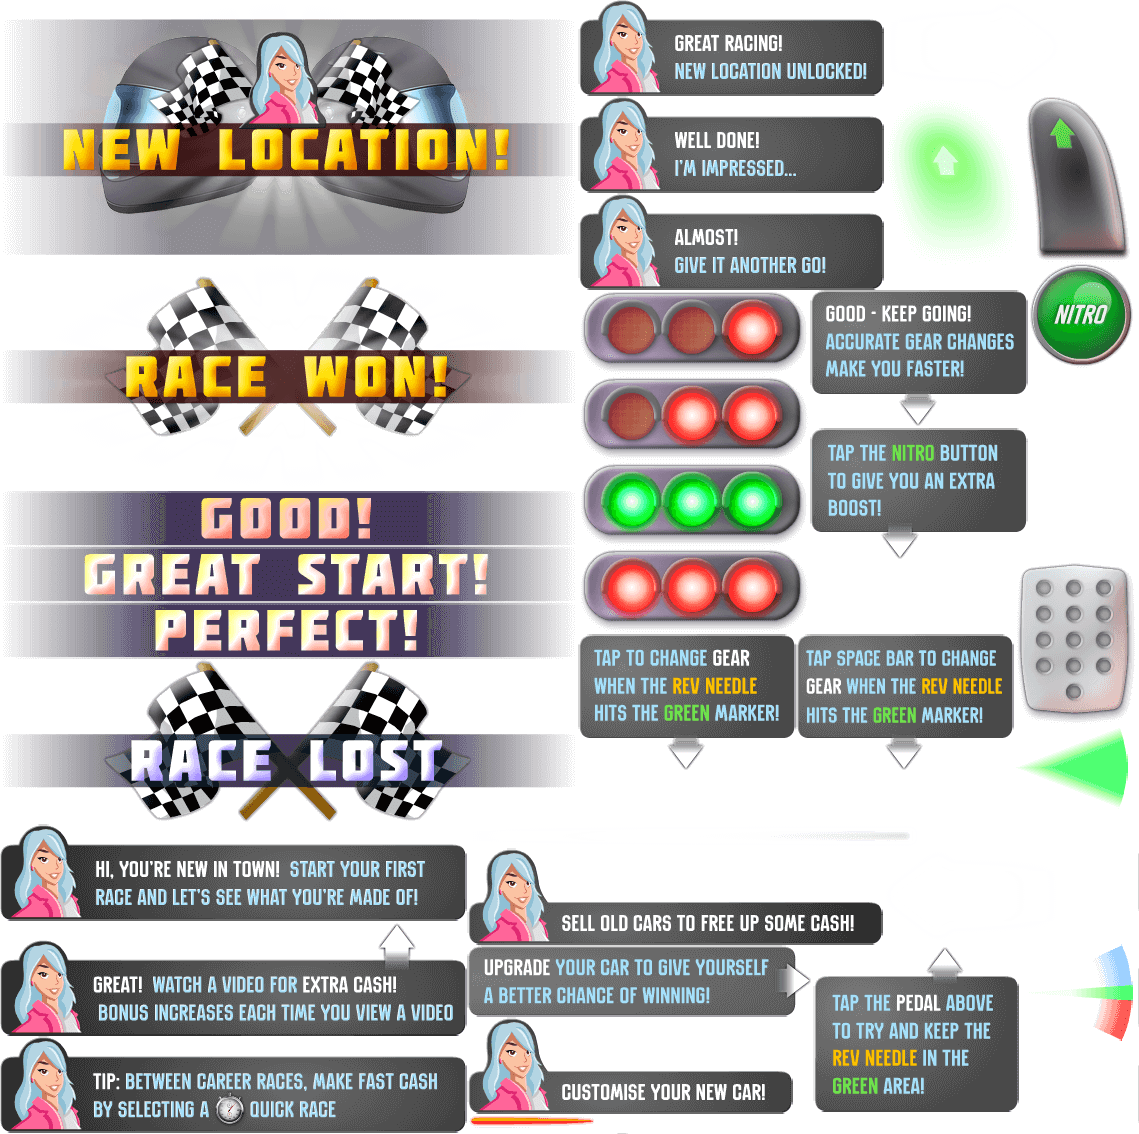 NEW LOCATION!
GREAT RACING!
NEW LOCATION UNLOCKED!
WELL DONE!
I'M IMPRESSED...
ALMOST!
GIVE IT ANOTHER GO!
RACE WON!
GOOD - KEEP GOING!
ACCURATE GEAR CHANGES
MAKE YOU FASTER!
NITRO
TAP THE NITRO BUTTON
TO GIVE YOU AN EXTRA
BOOST!
GOOD!
GREAT START!
PERFECT!
RACE LOST
TAP TO CHANGE GEAR
WHEN THE REV NEEDLE
HITS THE GREEN MARKER!
TAP SPACE BAR TO CHANGE
GEAR WHEN THE REV NEEDLE
HITS THE GREEN MARKER!
HI, YOU'RE NEW IN TOWN! START YOUR FIRST
RACE AND LET'S SEE WHAT YOU'RE MADE OF!
SELL OLD CARS TO FREE UP SOME CASH!
GREAT! WATCH A VIDEO FOR EXTRA CASH!
BONUS INCREASES EACH TIME YOU VIEW A VIDEO
UPGRADE YOUR CAR TO GIVE YOURSELF
A BETTER CHANCE OF WINNING!
TAP THE PEDAL ABOVE
TO TRY AND KEEP THE
REV NEEDLE IN THE
GREEN AREA!
TIP: BETWEEN CAREER RACES, MAKE FAST CASH
BY SELECTING A QUICK RACE
CUSTOMISE YOUR NEW CAR!